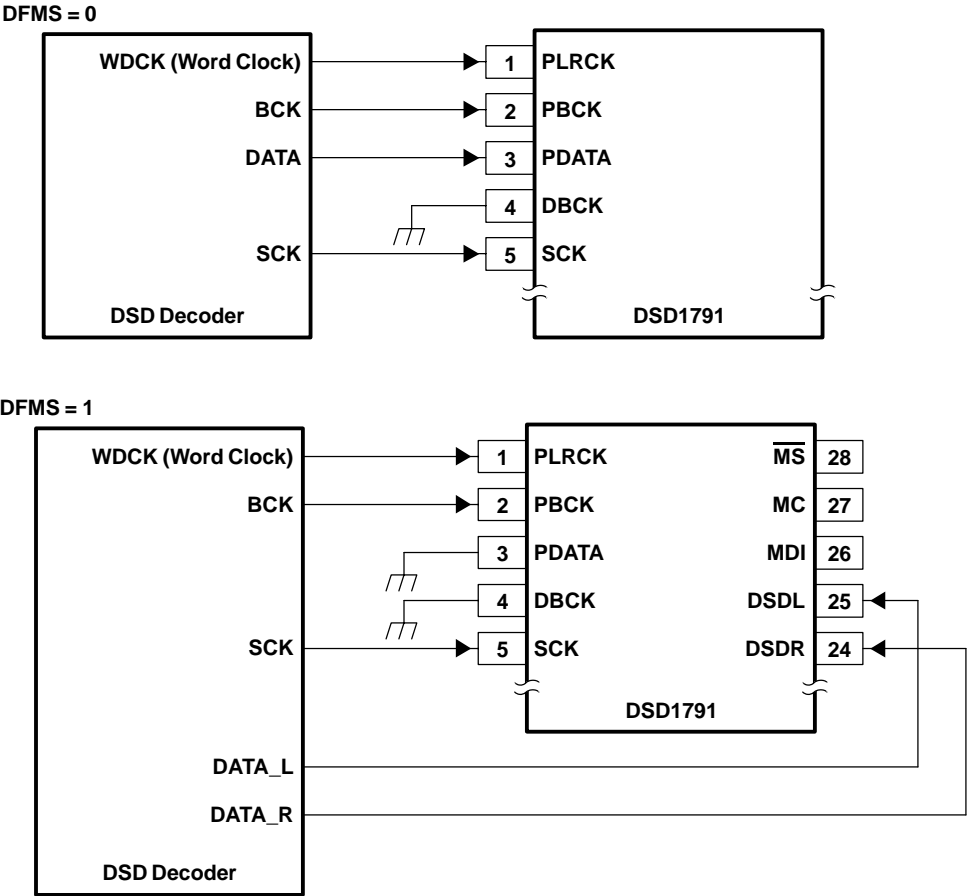 DFMS = 0
WDCK (Word Clock) 1 PLRCK
BCK 2 PBCK
DATA 3 PDATA
4 DBCK
SCK 5 SCK
DSD Decoder DSD1791
DFMS = 1
WDCK (Word Clock) 1 PLRCK MS 28
BCK 2 PBCK MC 27
3 PDATA MDI 26
4 DBCK DSDL 25
SCK 5 SCK DSDR 24
DSD1791
DATA_L
DATA_R
DSD Decoder